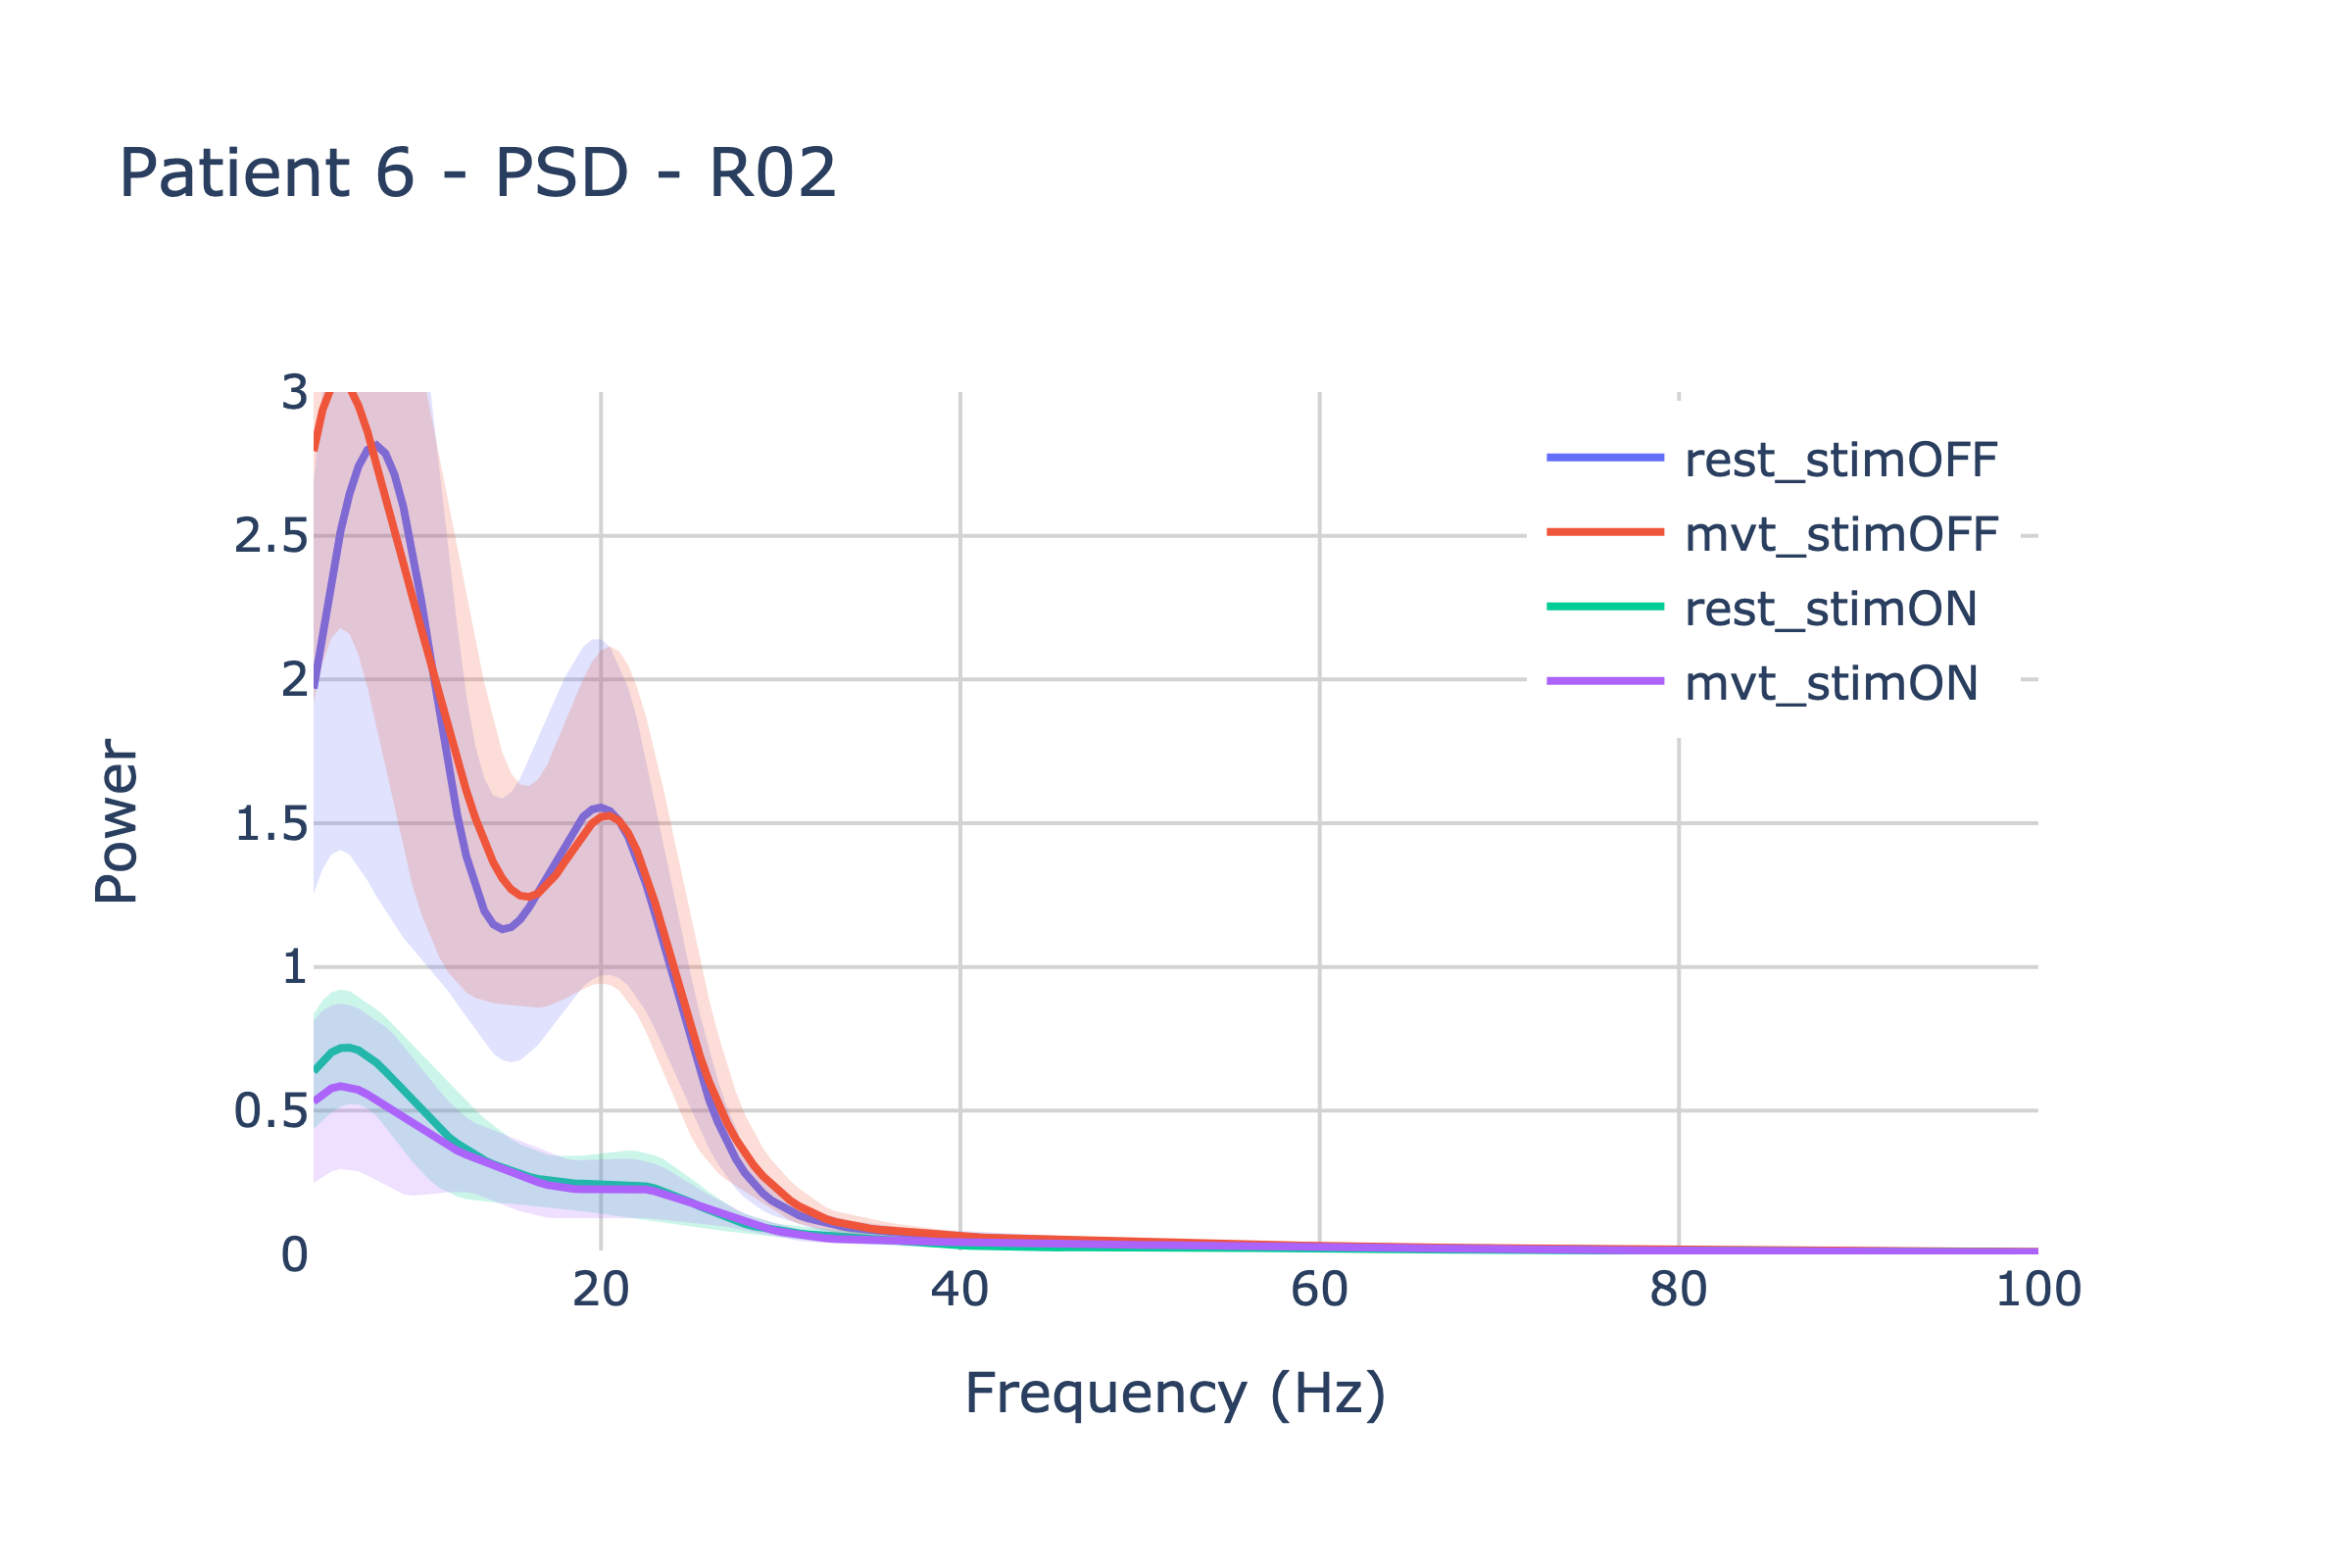 Patient 6 - PSD - R02
3
2.5
2
1.5
1
0.5
0
Power
rest_stimOFF
mvt_stimOFF
rest_stimON
mvt_stimON
20 40 60 80 100
Frequency (Hz)